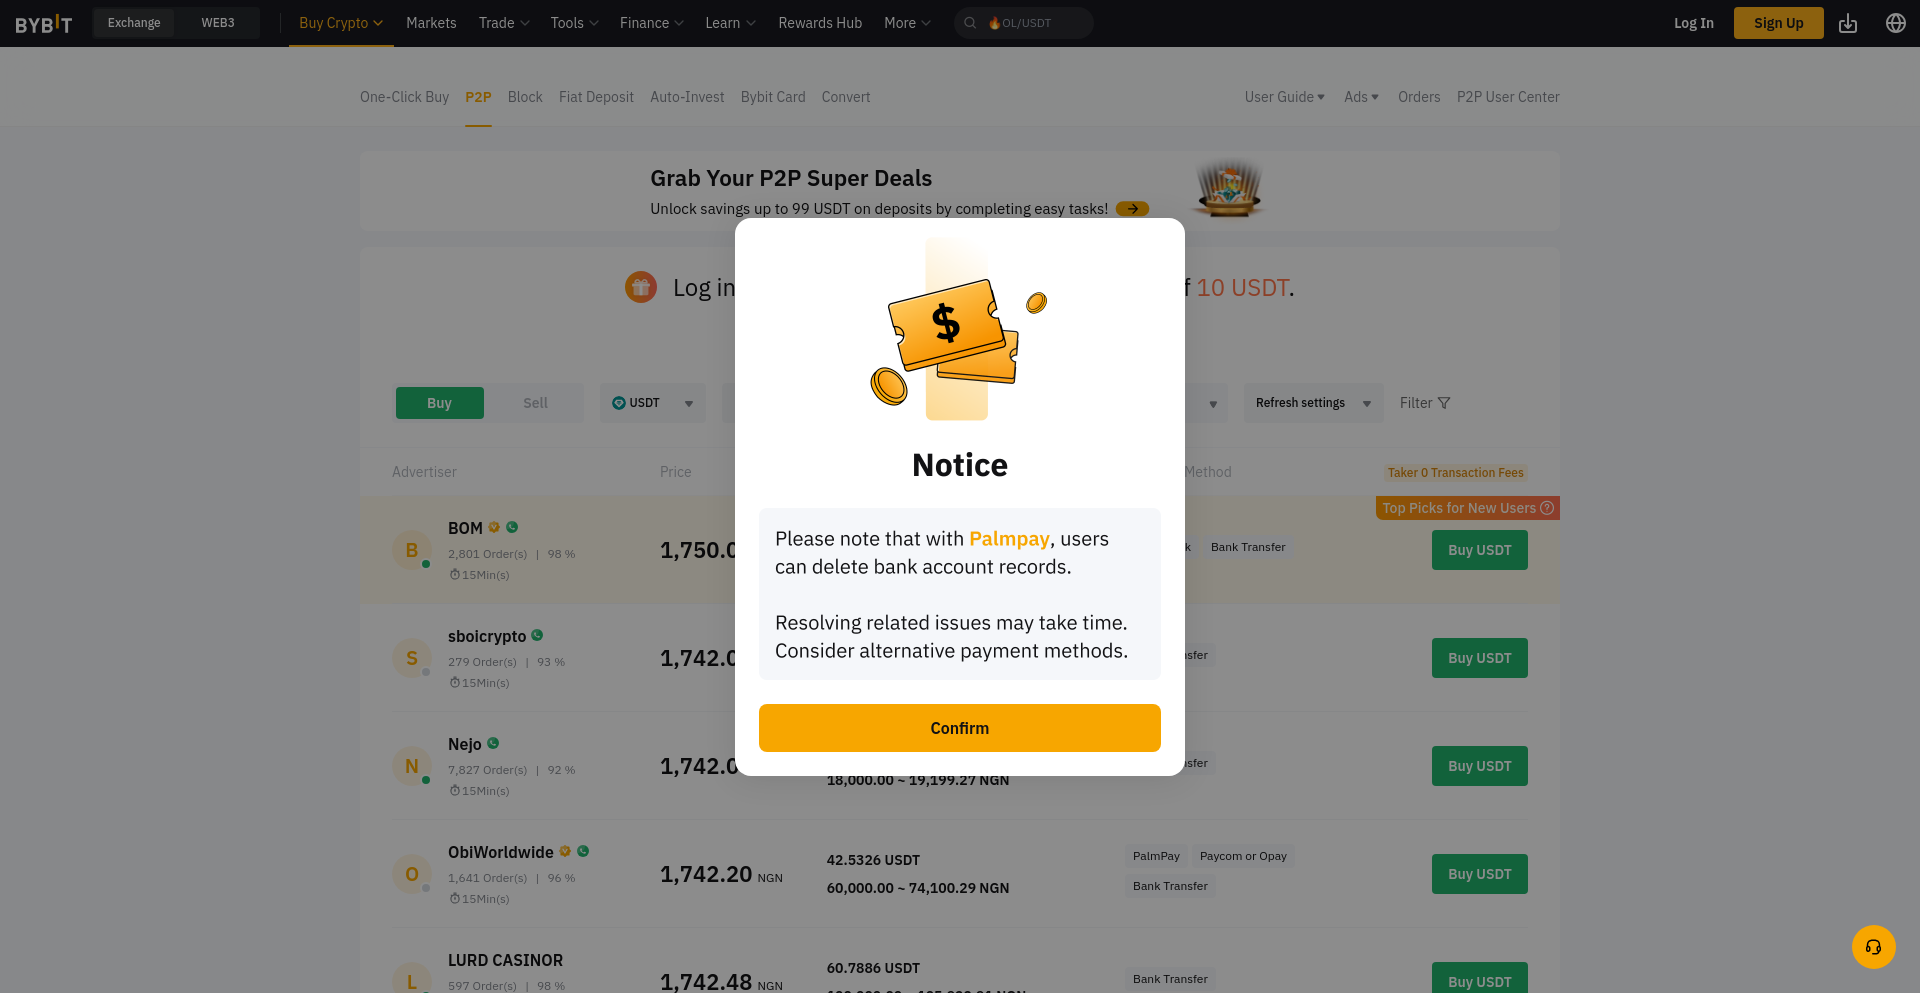 BYBIT
Exchange
WEB3
Buy Crypto
Markets
Trade
Tools
Finance
Learn
Rewards Hub
More
OL/USDT
Log In
Sign Up
One-Click Buy
P2P
Block
Fiat Deposit
Auto-Invest
Bybit Card
Convert
User Guide
Ads
Orders
P2P User Center
Grab Your P2P Super Deals
Unlock savings up to 99 USDT on deposits by completing easy tasks!
Log in
10 USDT.
Buy
Sell
USDT
Refresh settings
Filter
Advertiser
Price
Method
Taker 0 Transaction Fees
Top Picks for New Users
B
BOM
2,801 Order(s) | 98 %
15Min(s)
1,750.0
Bank Transfer
Buy USDT
S
sboicrypto
279 Order(s) | 93 %
15Min(s)
1,742.0
Buy USDT
N
Nejo
7,827 Order(s) | 92 %
15Min(s)
1,742.0
18,000.00 ~ 19,199.27 NGN
Buy USDT
O
ObiWorldwide
1,641 Order(s) | 96 %
15Min(s)
1,742.20 NGN
42.5326 USDT
60,000.00 ~ 74,100.29 NGN
PalmPay
Paycom or Opay
Bank Transfer
Buy USDT
L
LURD CASINOR
597 Order(s) | 98 %
1,742.48 NGN
60.7886 USDT
Bank Transfer
Buy USDT
$
Notice
Please note that with Palmpay, users
can delete bank account records.
Resolving related issues may take time.
Consider alternative payment methods.
Confirm